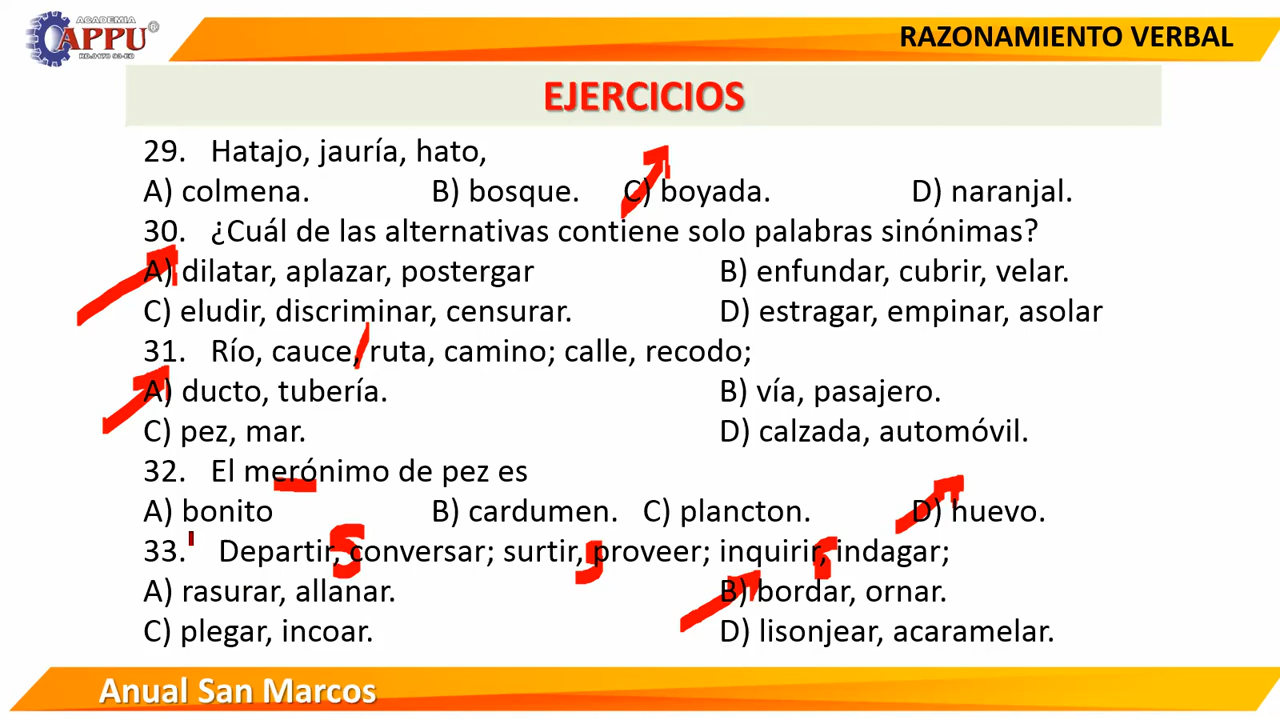 ACADEMIA
APPU®
RAZONAMIENTO VERBAL
EJERCICIOS
29. Hatajo, jauría, hato,
A) colmena. B) bosque. C) boyada. D) naranjal.
30. ¿Cuál de las alternativas contiene solo palabras sinónimas?
A) dilatar, aplazar, postergar B) enfundar, cubrir, velar.
C) eludir, discriminar, censurar. D) estragar, empinar, asolar
31. Río, cauce, ruta, camino; calle, recodo;
A) ducto, tubería. B) vía, pasajero.
C) pez, mar. D) calzada, automóvil.
32. El merónimo de pez es
A) bonito B) cardumen. C) plancton. D) huevo.
33. Departir, conversar; surtir, proveer; inquirir, indagar;
A) rasurar, allanar. B) bordar, ornar.
C) plegar, incoar. D) lisonjear, acaramelar.
Anual San Marcos